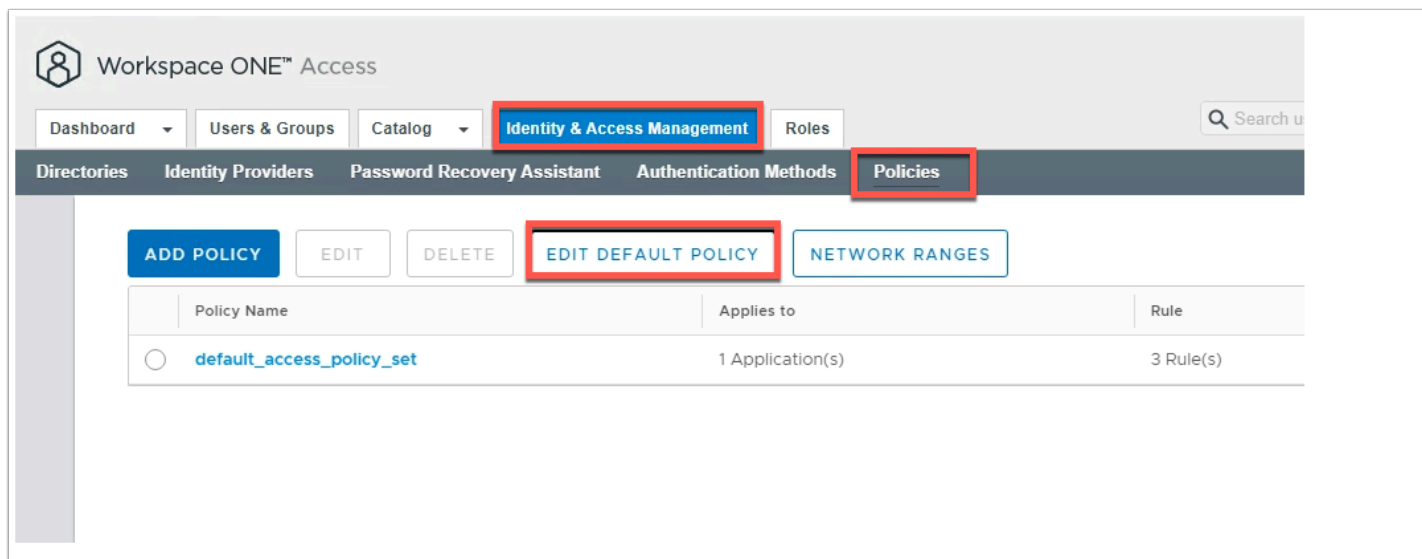 Workspace ONE™ Access
Dashboard Users & Groups Catalog Identity & Access Management Roles Search
Directories Identity Providers Password Recovery Assistant Authentication Methods Policies
ADD POLICY EDIT DELETE EDIT DEFAULT POLICY NETWORK RANGES
Policy Name Applies to Rule
default_access_policy_set 1 Application(s) 3 Rule(s)